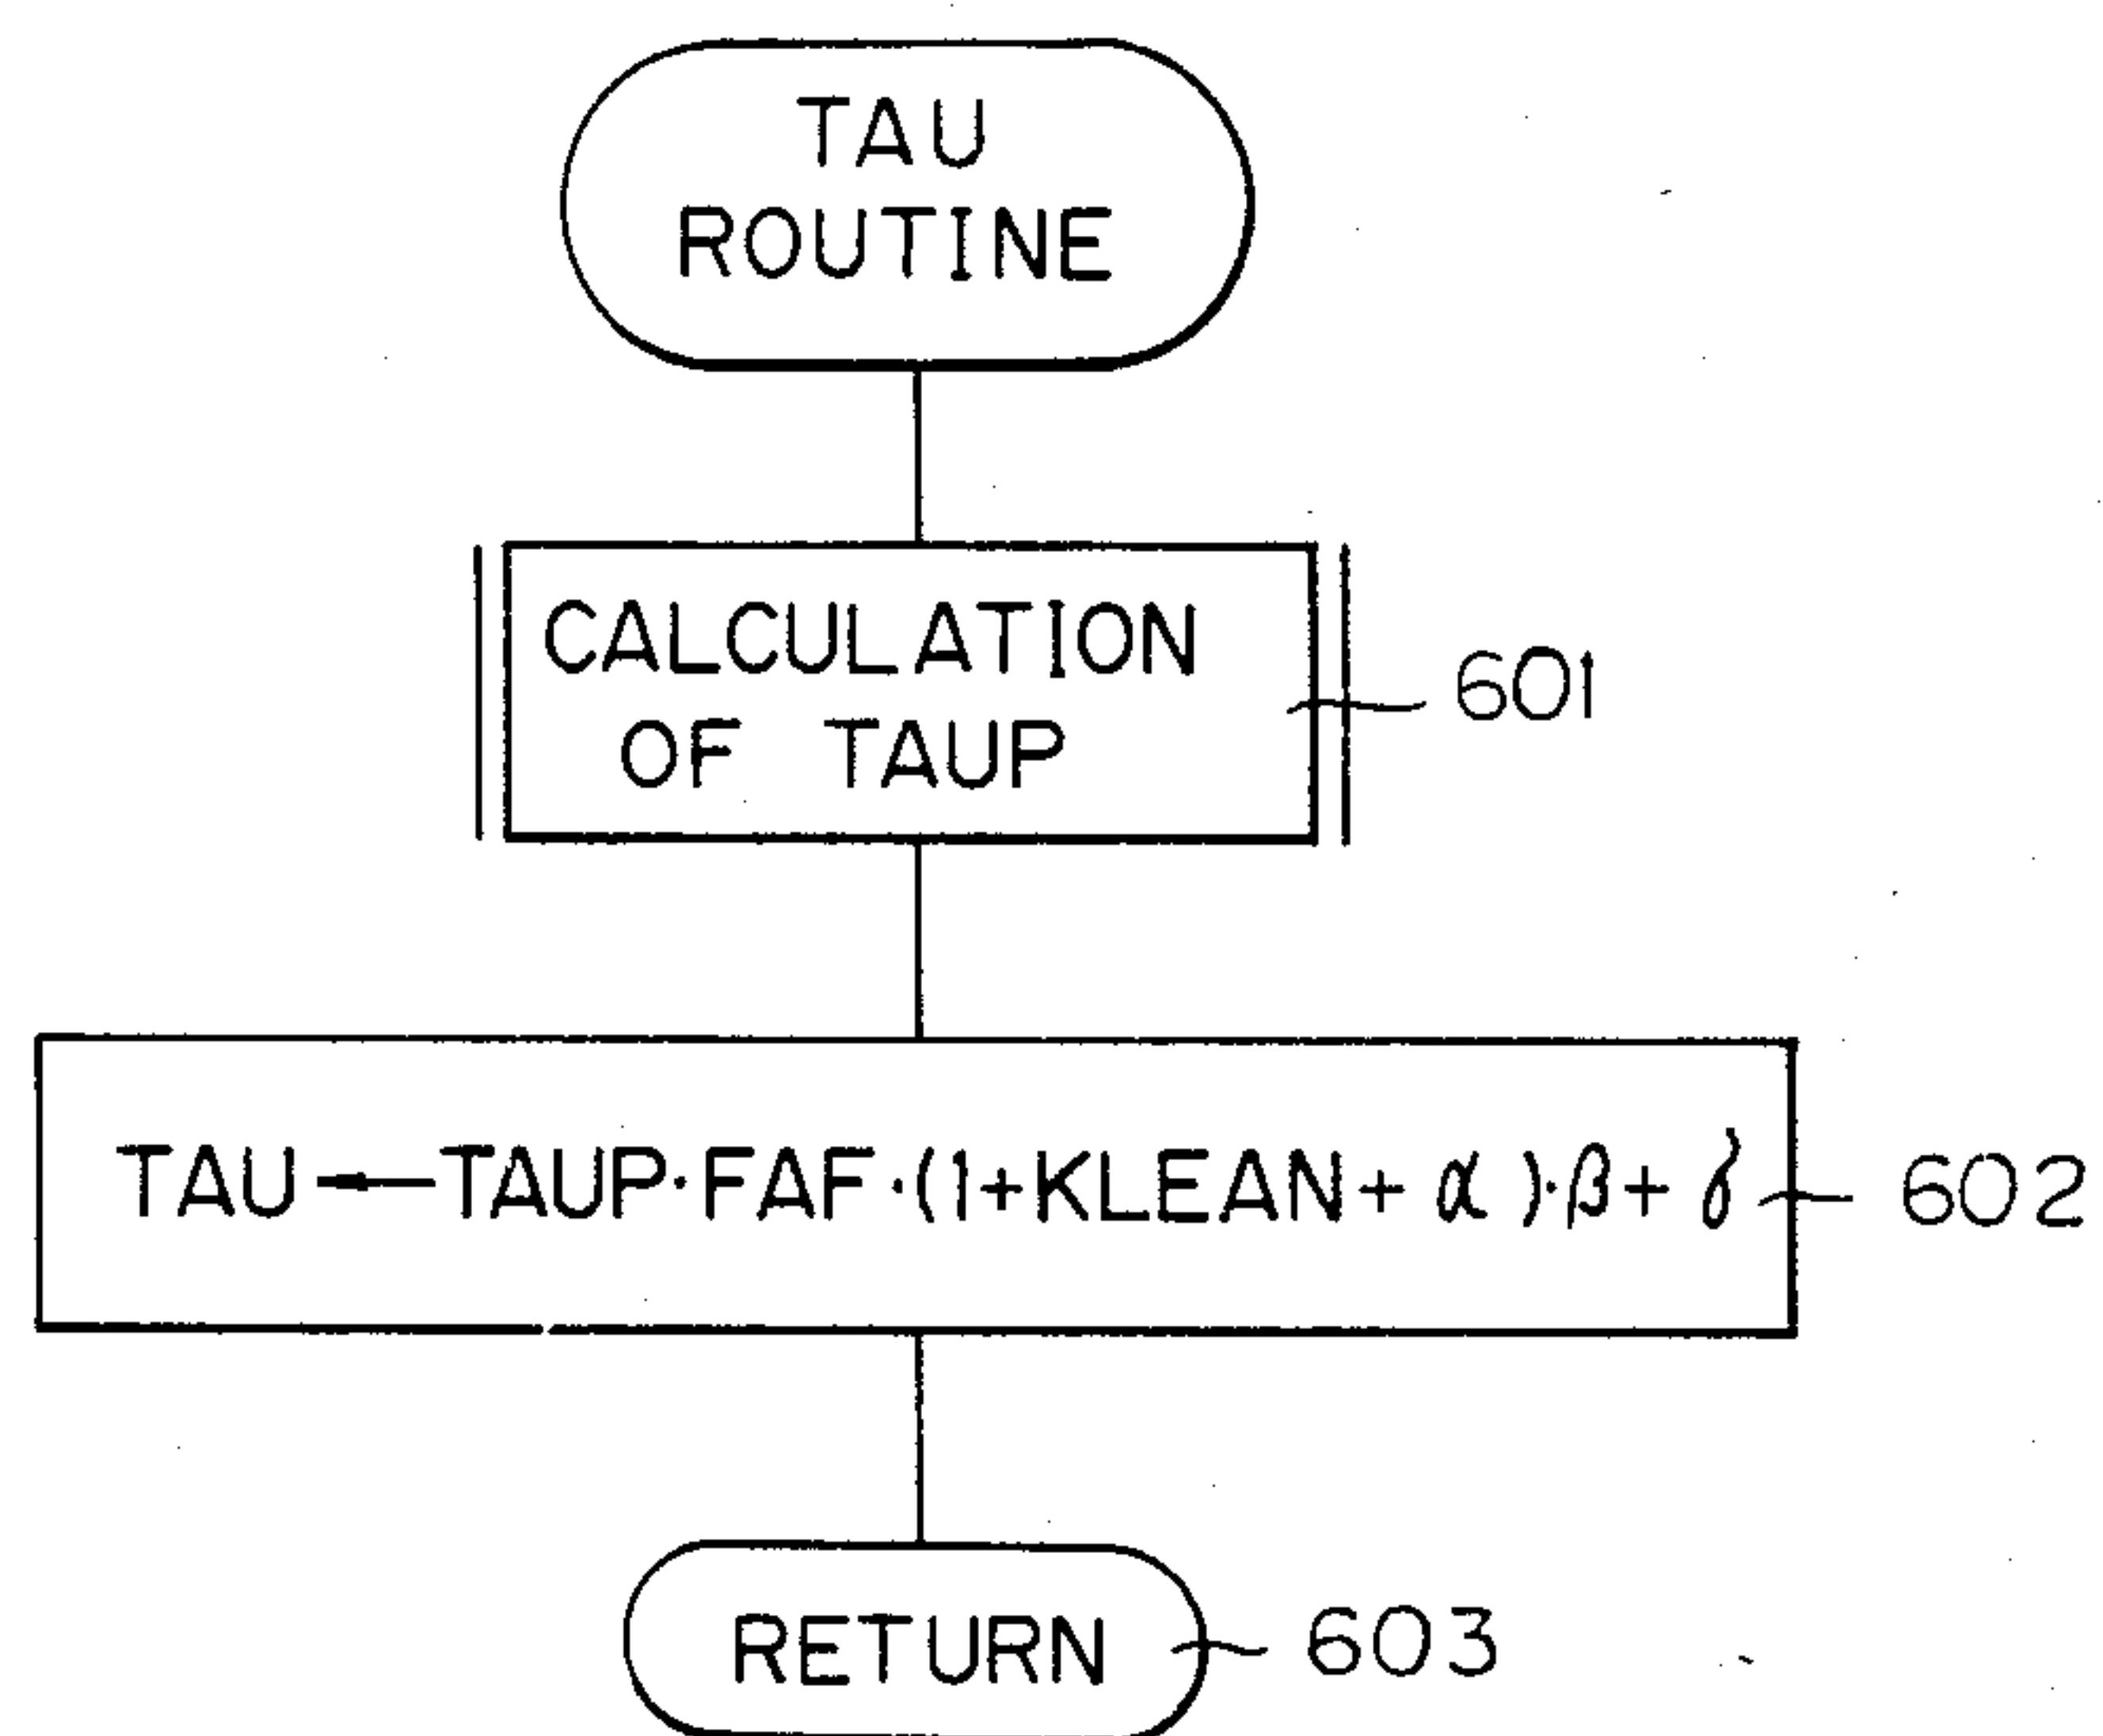 TAU
ROUTINE
CALCULATION
OF TAUP
601
TAU ← TAUP·FAF·(1+KLEAN+α)·β+γ
602
RETURN
603